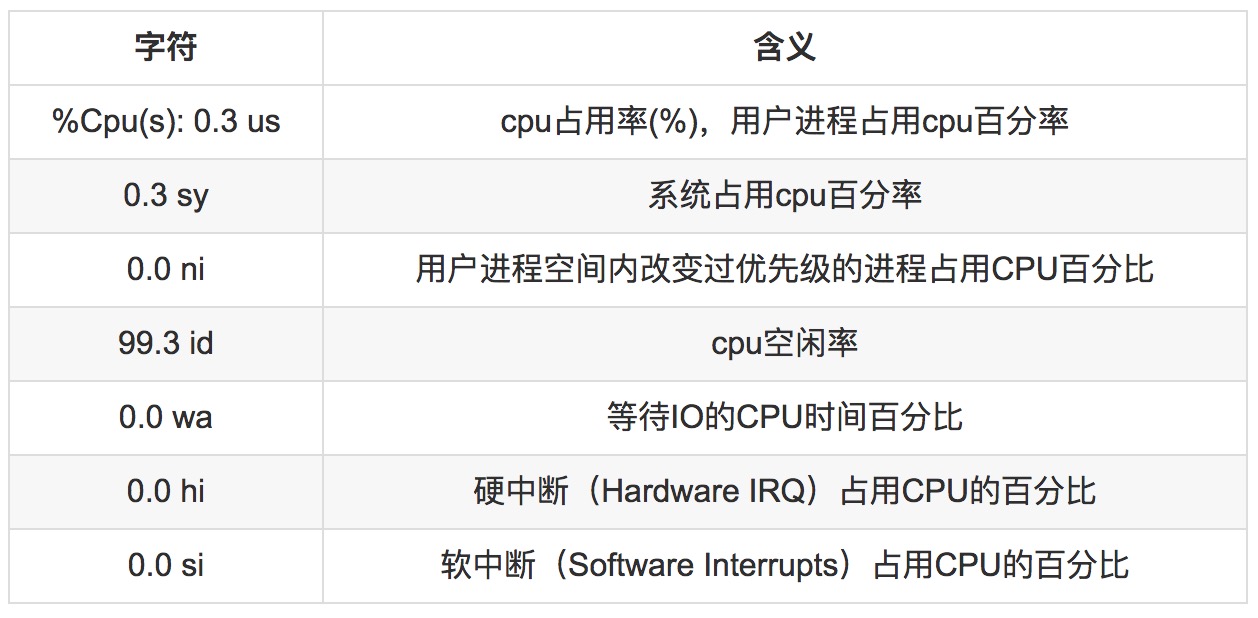 字符 含义
%Cpu(s): 0.3 us cpu占用率(%)，用户进程占用cpu百分率
0.3 sy 系统占用cpu百分率
0.0 ni 用户进程空间内改变过优先级的进程占用CPU百分比
99.3 id cpu空闲率
0.0 wa 等待IO的CPU时间百分比
0.0 hi 硬中断（Hardware IRQ）占用CPU的百分比
0.0 si 软中断（Software Interrupts）占用CPU的百分比